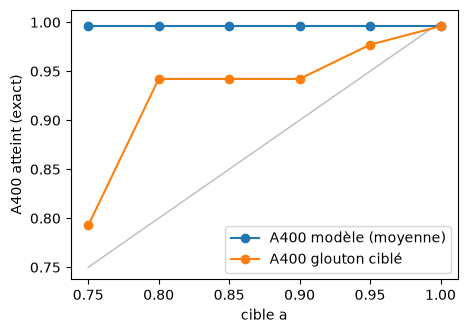 1.00
0.95
0.90
0.85
0.80
0.75
A400 atteint (exact)
A400 modèle (moyenne)
A400 glouton ciblé
0.75 0.80 0.85 0.90 0.95 1.00
cible a